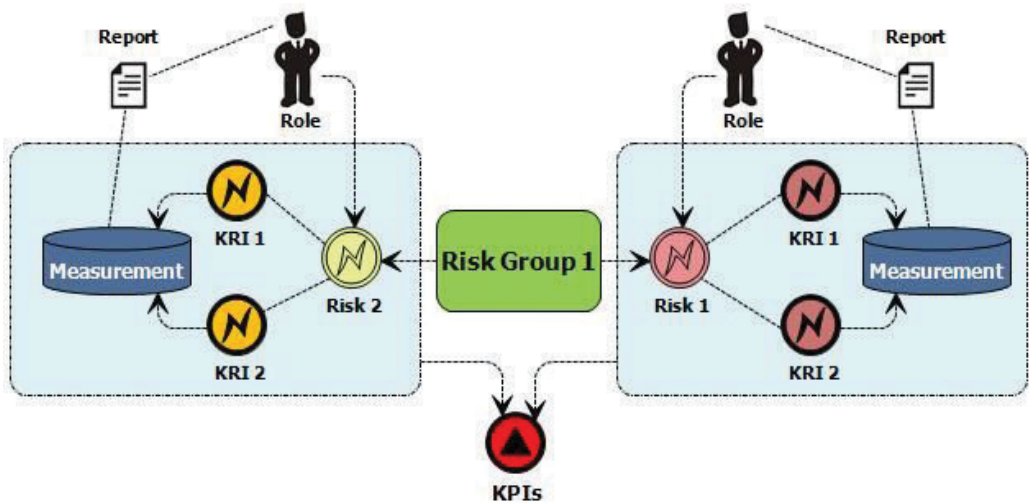 Report
Role
Role
Report
KRI 1
KRI 1
Measurement
Risk 2
Risk Group 1
Risk 1
Measurement
KRI 2
KRI 2
KPIs